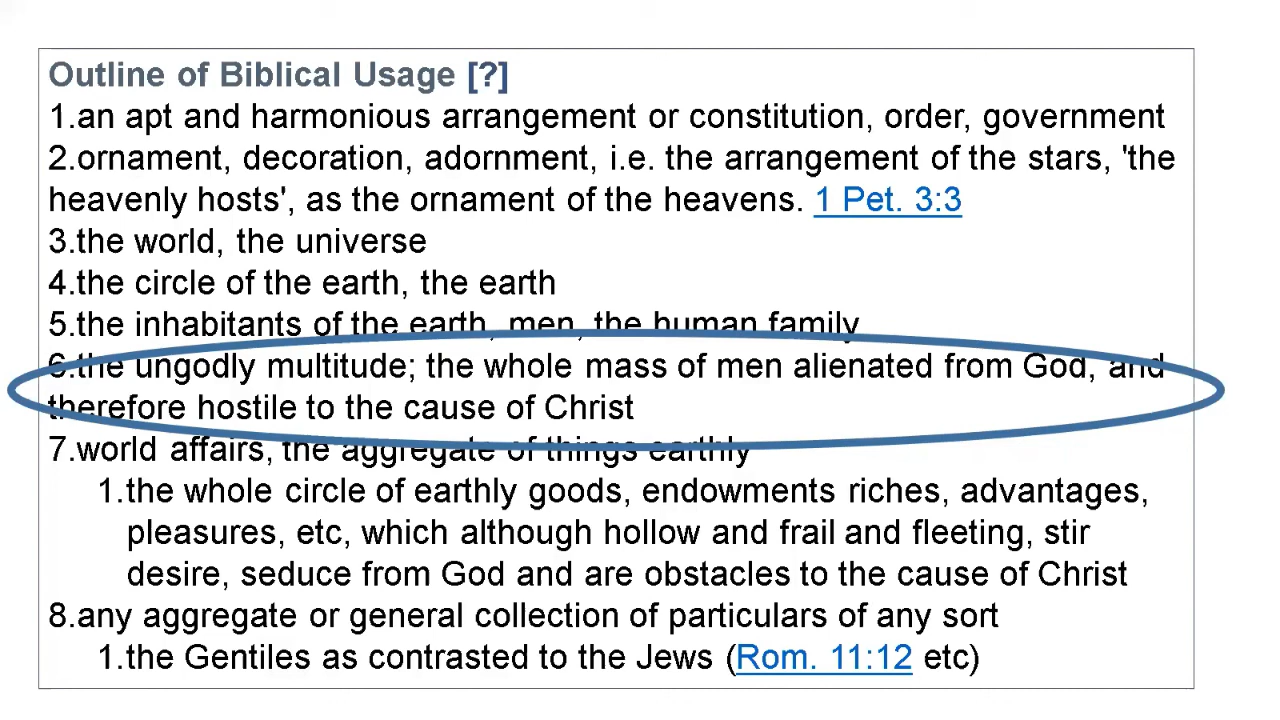 Outline of Biblical Usage [?]
1.an apt and harmonious arrangement or constitution, order, government
2.ornament, decoration, adornment, i.e. the arrangement of the stars, 'the
heavenly hosts', as the ornament of the heavens. 1 Pet. 3:3
3.the world, the universe
4.the circle of the earth, the earth
5.the inhabitants of the earth, men, the human family
6.the ungodly multitude; the whole mass of men alienated from God, and
therefore hostile to the cause of Christ
7.world affairs, the aggregate of things earthly
1.the whole circle of earthly goods, endowments riches, advantages,
pleasures, etc, which although hollow and frail and fleeting, stir
desire, seduce from God and are obstacles to the cause of Christ
8.any aggregate or general collection of particulars of any sort
1.the Gentiles as contrasted to the Jews (Rom. 11:12 etc)